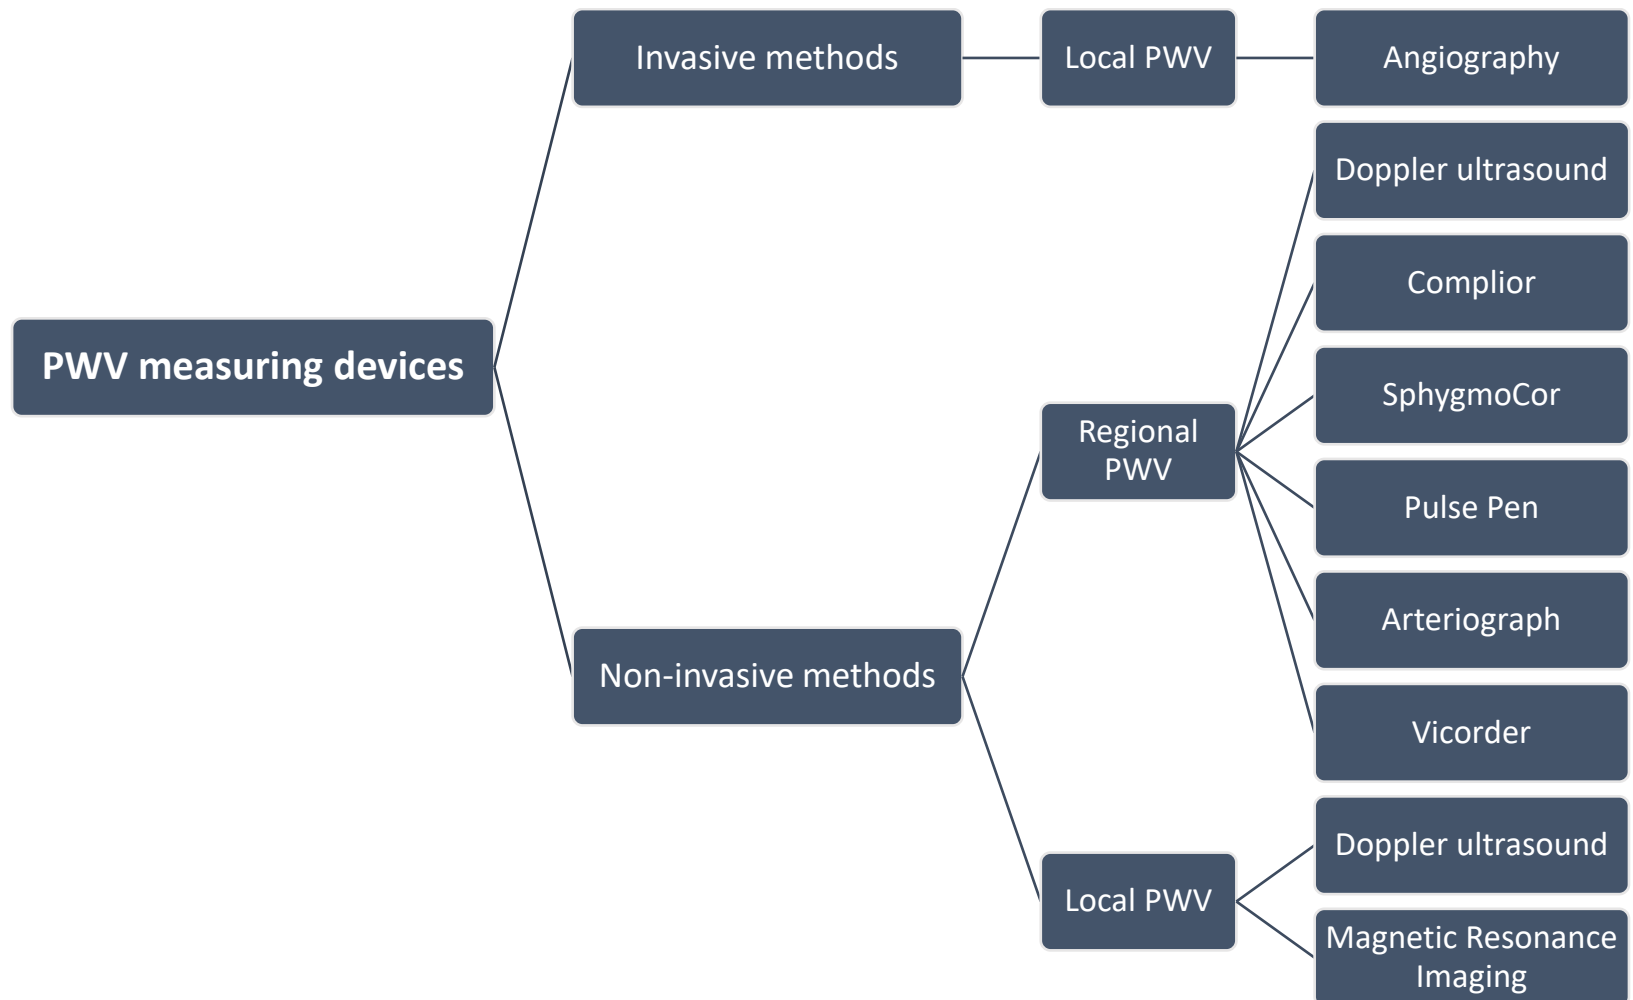 Invasive methods
Local PWV
Angiography
Doppler ultrasound
Complior
SphygmoCor
PWV measuring devices
Regional
PWV
Pulse Pen
Arteriograph
Non-invasive methods
Vicorder
Doppler ultrasound
Local PWV
Magnetic Resonance
Imaging